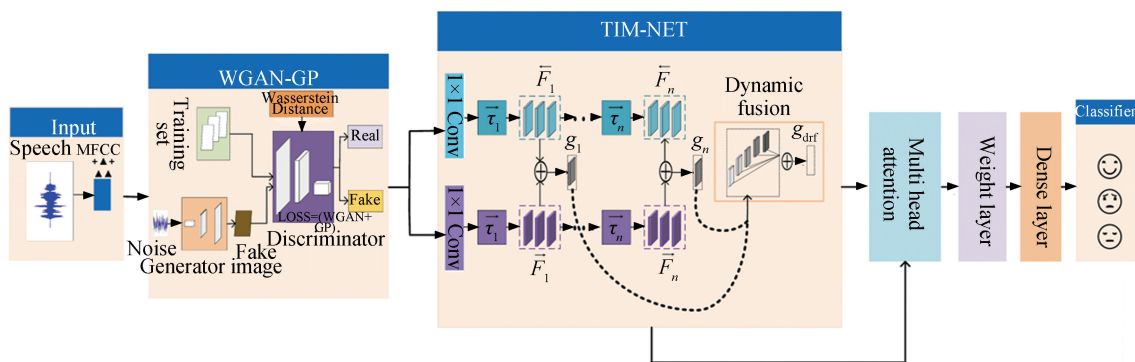 Input
Speech MFCC
WGAN-GP
Wasserstein
Distance
Training
set
Real
Fake
LOSS=(WGAN+
GP)
Discriminator
Noise
Generator
Fake
image
TIM-NET
1×1 Conv
τ₁
F₁
τₙ
Fₙ
g₁
gₙ
Dynamic
fusion
g_drf
1×1 Conv
τ₁
F₁
τₙ
Fₙ
Multi head
attention
Weight layer
Dense layer
Classifier